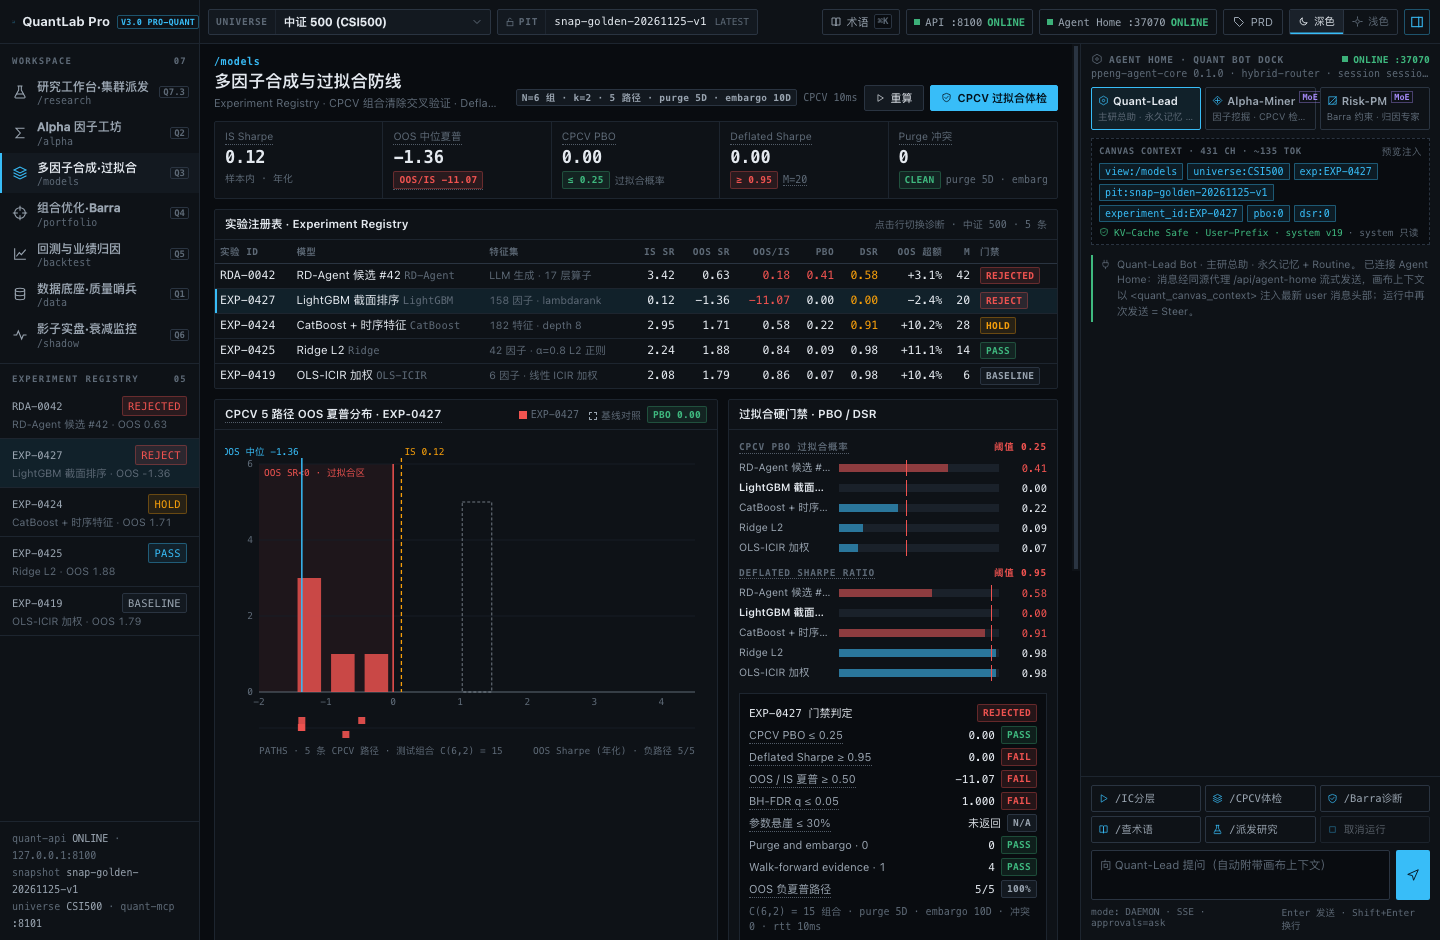 QuantLab Pro V3.0 PRO-QUANT
UNIVERSE 中证 500 (CSI500)
PIT snap-golden-20261125-v1 LATEST
术语 ⌘K
API :8100 ONLINE
Agent Home :37070 ONLINE
PRD
深色 浅色
WORKSPACE 07
研究工作台·集群派发
/research Q7.3
Alpha 因子工坊
/alpha Q2
多因子合成·过拟合
/models Q3
组合优化·Barra
/portfolio Q4
回测与业绩归因
/backtest Q5
数据底座·质量哨兵
/data Q1
影子实盘·衰减监控
/shadow Q6
EXPERIMENT REGISTRY 05
RDA-0042 REJECTED
RD-Agent 候选 #42 · OOS 0.63
EXP-0427 REJECT
LightGBM 截面排序 · OOS -1.36
EXP-0424 HOLD
CatBoost + 时序特征 · OOS 1.71
EXP-0425 PASS
Ridge L2 · OOS 1.88
EXP-0419 BASELINE
OLS-ICIR 加权 · OOS 1.79
quant-api ONLINE ·
127.0.0.1:8100
snapshot snap-golden-
20261125-v1
universe CSI500 · quant-mcp
:8101
/models
多因子合成与过拟合防线
Experiment Registry · CPCV 组合清除交叉验证 · Defla...
N=6 组 · k=2 · 5 路径 · purge 5D · embargo 10D
CPCV 10ms
重算
CPCV 过拟合体检
IS Sharpe
0.12
样本内 · 年化
OOS 中位夏普
−1.36
OOS/IS −11.07
CPCV PBO
0.00
≤ 0.25 过拟合概率
Deflated Sharpe
0.00
≥ 0.95 M=20
Purge 冲突
0
CLEAN purge 5D · embarg
实验注册表 · Experiment Registry 点击行切换诊断 · 中证 500 · 5 条
实验 ID 模型 特征集 IS SR OOS SR OOS/IS PBO DSR OOS 超额 M 门禁
RDA-0042 RD-Agent 候选 #42 RD-Agent LLM 生成 · 17 层算子 3.42 0.63 0.18 0.41 0.58 +3.1% 42 REJECTED
EXP-0427 LightGBM 截面排序 LightGBM 158 因子 · lambdarank 0.12 −1.36 −11.07 0.00 0.00 −2.4% 20 REJECT
EXP-0424 CatBoost + 时序特征 CatBoost 182 特征 · depth 8 2.95 1.71 0.58 0.22 0.91 +10.2% 28 HOLD
EXP-0425 Ridge L2 Ridge 42 因子 · α=0.8 L2 正则 2.24 1.88 0.84 0.09 0.98 +11.1% 14 PASS
EXP-0419 OLS-ICIR 加权 OLS-ICIR 6 因子 · 线性 ICIR 加权 2.08 1.79 0.86 0.07 0.98 +10.4% 6 BASELINE
CPCV 5 路径 OOS 夏普分布 · EXP-0427 EXP-0427 基线对照 PBO 0.00
OOS 中位 −1.36 IS 0.12
OOS SR<0 · 过拟合区
6
4
2
0
−2 −1 0 1 2 3 4
PATHS · 5 条 CPCV 路径 · 测试组合 C(6,2) = 15 OOS Sharpe (年化) · 负路径 5/5
过拟合硬门禁 · PBO / DSR
CPCV PBO 过拟合概率 阈值 0.25
RD-Agent 候选 #... 0.41
LightGBM 截面... 0.00
CatBoost + 时序... 0.22
Ridge L2 0.09
OLS-ICIR 加权 0.07
DEFLATED SHARPE RATIO 阈值 0.95
RD-Agent 候选 #... 0.58
LightGBM 截面... 0.00
CatBoost + 时序... 0.91
Ridge L2 0.98
OLS-ICIR 加权 0.98
EXP-0427 门禁判定 REJECTED
CPCV PBO ≤ 0.25 0.00 PASS
Deflated Sharpe ≥ 0.95 0.00 FAIL
OOS / IS 夏普 ≥ 0.50 −11.07 FAIL
BH-FDR q ≤ 0.05 1.000 FAIL
参数悬崖 ≤ 30% 未返回 N/A
Purge and embargo · 0 0 PASS
Walk-forward evidence · 1 4 PASS
OOS 负夏普路径 5/5 100%
C(6,2) = 15 组合 · purge 5D · embargo 10D · 冲突
0 · rtt 10ms
AGENT HOME · QUANT BOT DOCK ONLINE :37070
ppeng-agent-core 0.1.0 · hybrid-router · session sessio…
Quant-Lead
主研总助 · 永久记忆 ...
Alpha-Miner MoE
因子挖掘 · CPCV 检...
Risk-PM MoE
Barra 约束 · 归因专家
CANVAS CONTEXT · 431 CH · ~135 TOK 预览注入
view:/models universe:CSI500 exp:EXP-0427
pit:snap-golden-20261125-v1
experiment_id:EXP-0427 pbo:0 dsr:0
KV-Cache Safe · User-Prefix · system v19 · system 只读
Quant-Lead Bot · 主研总助 · 永久记忆 + Routine。 已连接 Agent
Home：消息经同源代理 /api/agent-home 流式发送，画布上下文
以 <quant_canvas_context> 注入最新 user 消息头部；运行中再
次发送 = Steer。
/IC分层
/CPCV体检
/Barra诊断
/查术语
/派发研究
取消运行
向 Quant-Lead 提问（自动附带画布上下文）
mode: DAEMON · SSE ·
approvals=ask
Enter 发送 · Shift+Enter
换行